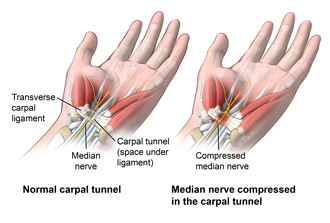 Transverse
carpal
ligament
Median
nerve
Carpal tunnel
(space under
ligament)
Normal carpal tunnel
Compressed
median nerve
Median nerve compressed
in the carpal tunnel